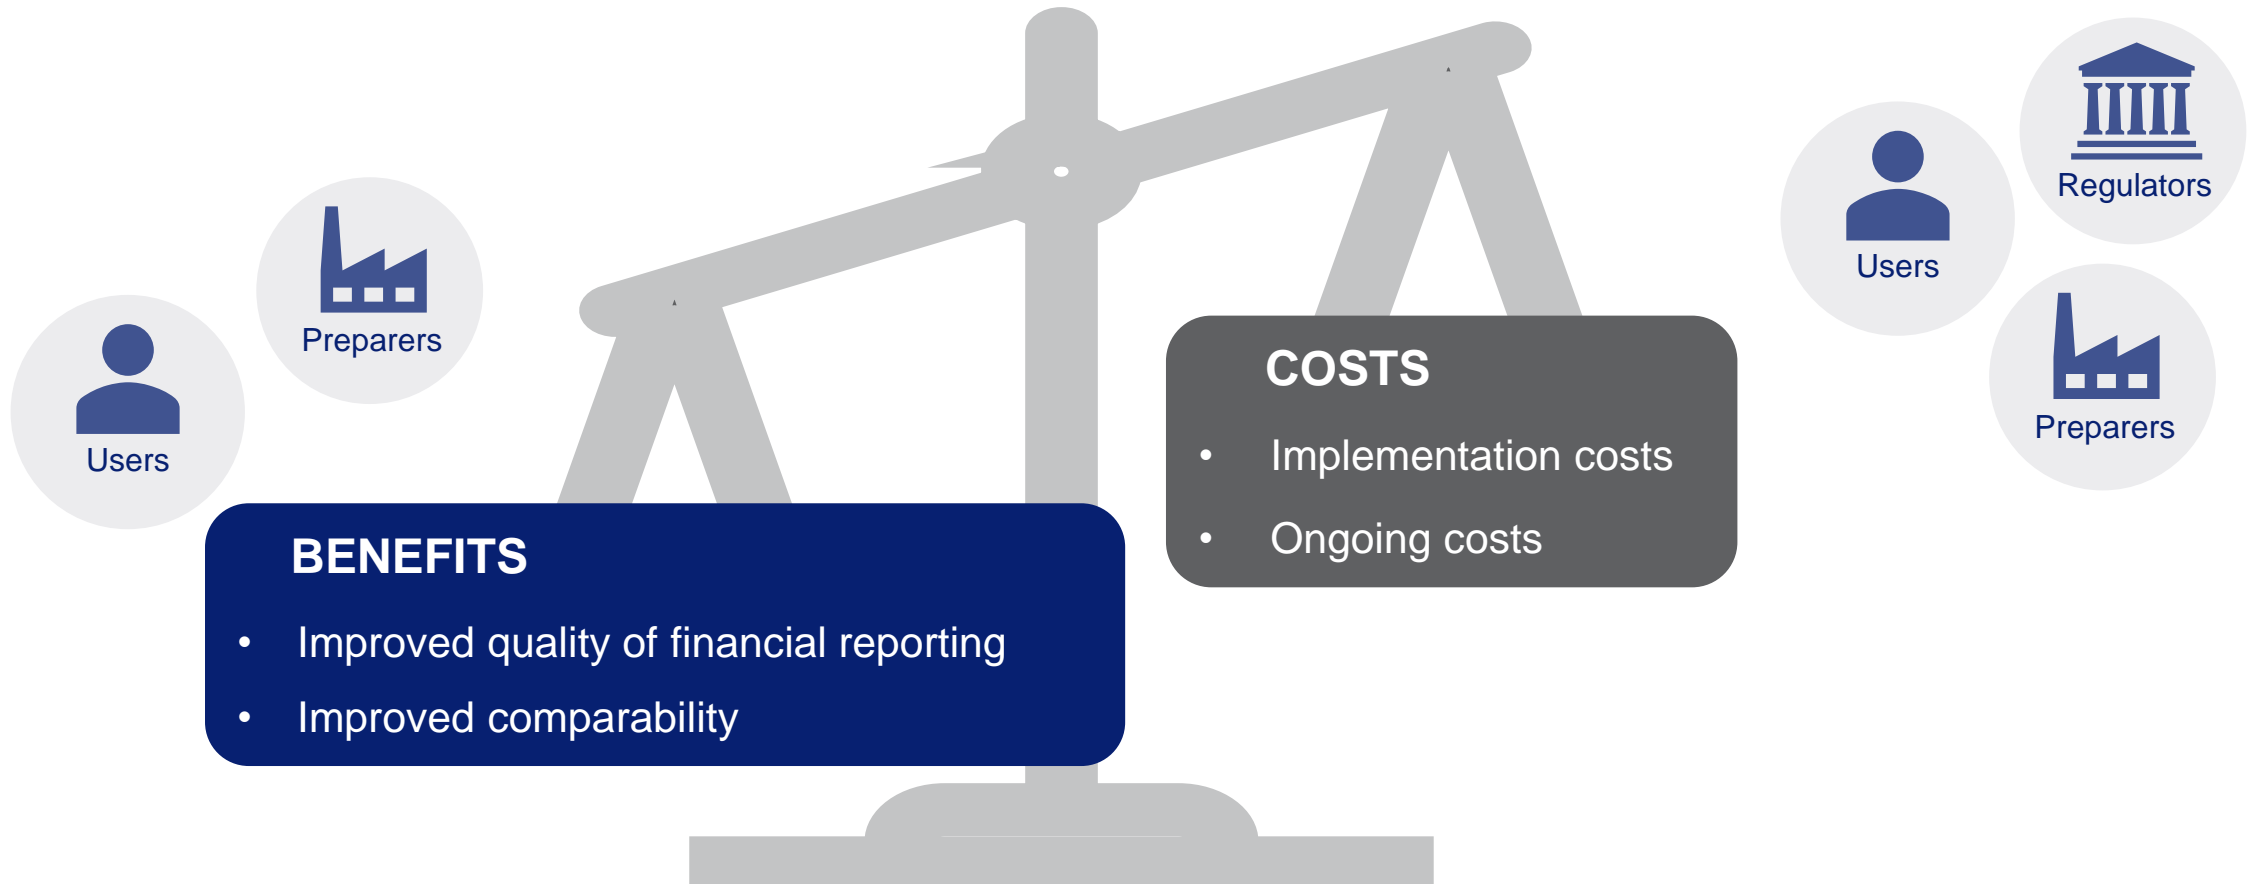 Users
Preparers
BENEFITS
• Improved quality of financial reporting
• Improved comparability
COSTS
• Implementation costs
• Ongoing costs
Users
Regulators
Preparers